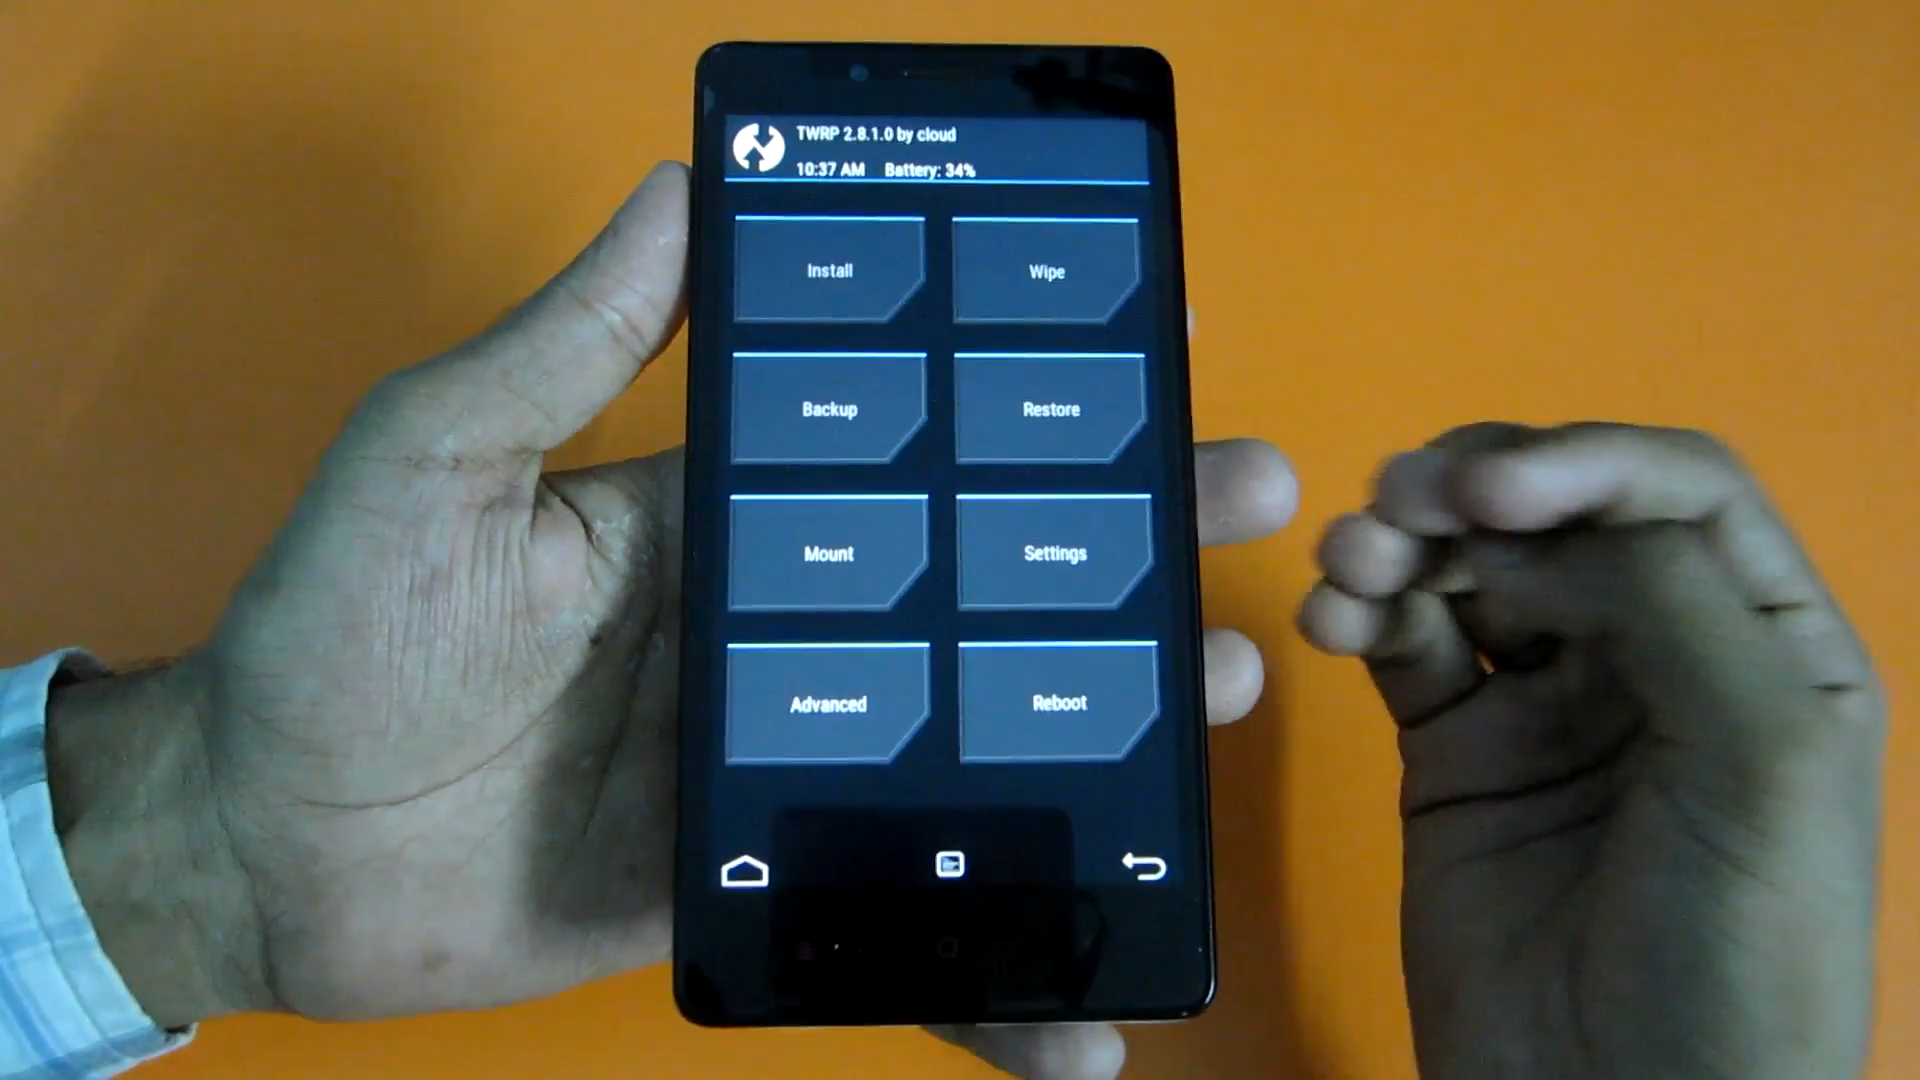 TWRP 2.8.1.0 by cloud
10:37 AM Battery: 34%
Install Wipe
Backup Restore
Mount Settings
Advanced Reboot